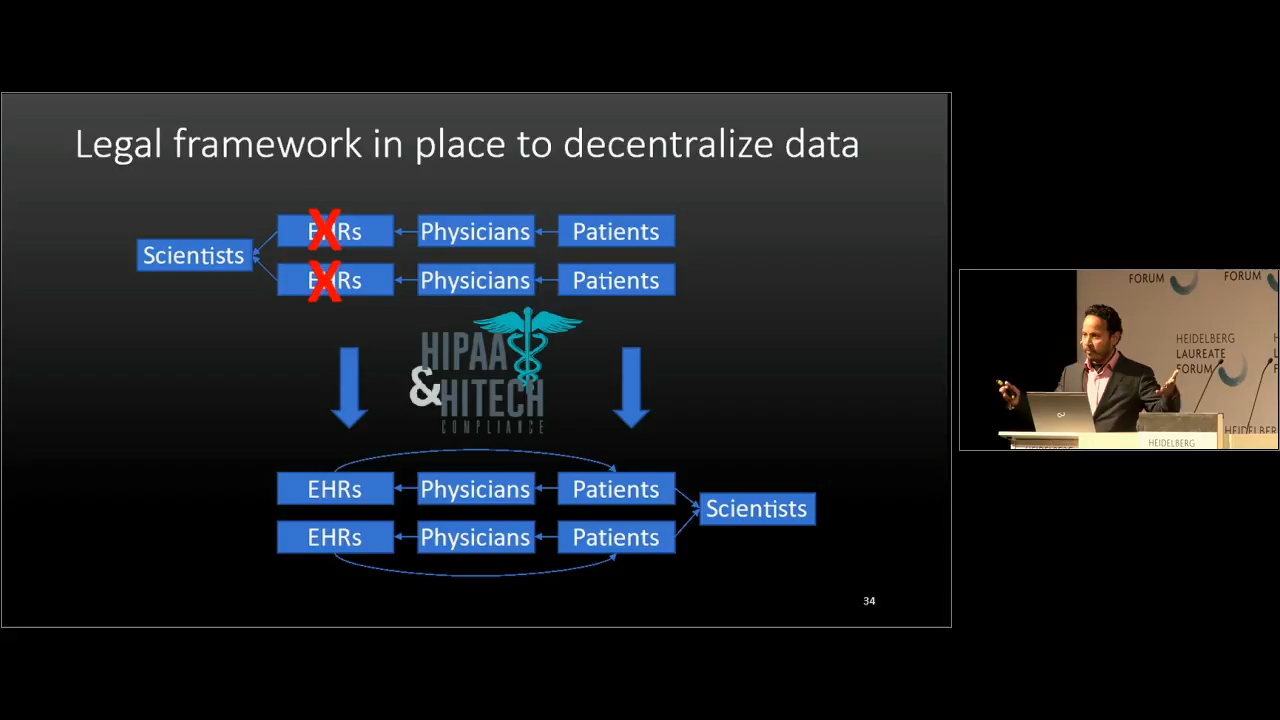 Legal framework in place to decentralize data
Scientists
EHRs
Physicians
Patients
EHRs
Physicians
Patients
HIPAA
& HITECH
COMPLIANCE
EHRs
Physicians
Patients
EHRs
Physicians
Patients
Scientists
34
FORUM
FORUM
HEIDELBERG
LAUREATE
FORUM
HEIDELBERG
HEIDELBERG